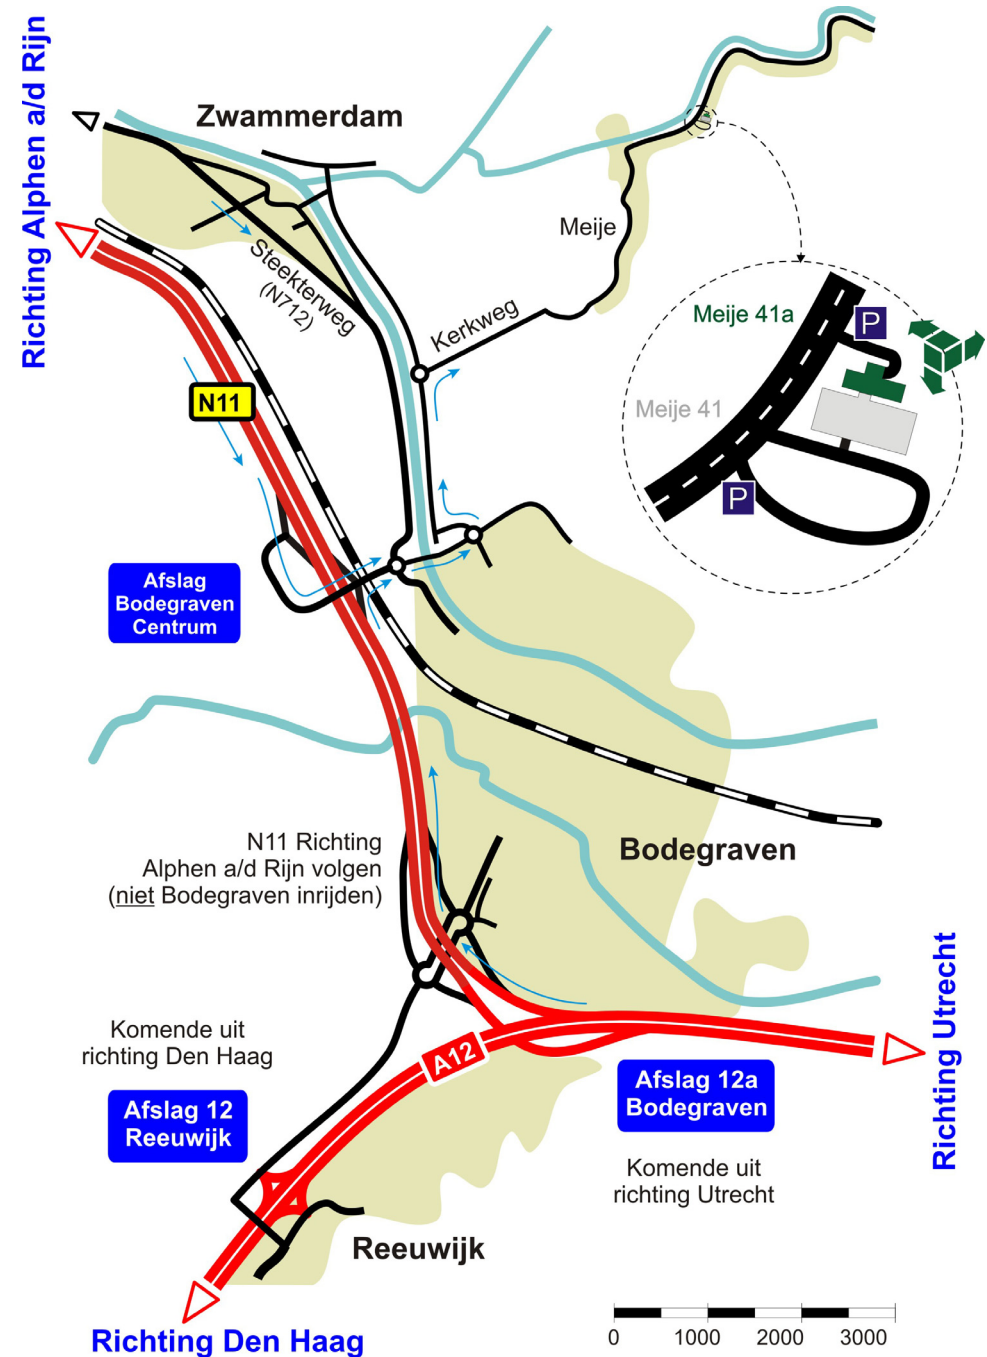 Richting Alphen a/d Rijn
Zwammerdam
Meije
Steekterweg
(N712)
Kerkweg
Meije 41a
P
Meije 41
P
N11
Afslag
Bodegraven
Centrum
N11 Richting
Alphen a/d Rijn volgen
(niet Bodegraven inrijden)
Bodegraven
Richting Utrecht
Komende uit
richting Den Haag
A12
Afslag 12
Reeuwijk
Afslag 12a
Bodegraven
Komende uit
richting Utrecht
Reeuwijk
Richting Den Haag
0 1000 2000 3000